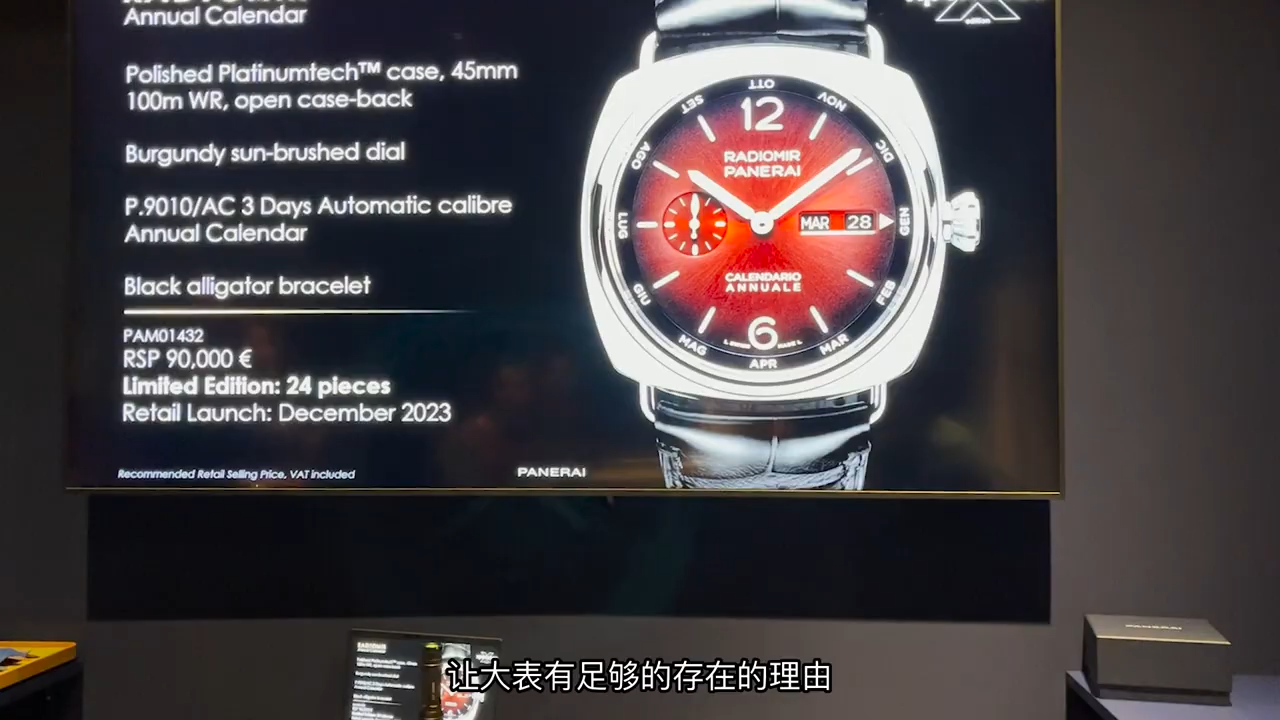 Annual Calendar
edition
Polished Platinumtech™ case, 45mm
100m WR, open case-back
Burgundy sun-brushed dial
P.9010/AC 3 Days Automatic calibre
Annual Calendar
Black alligator bracelet
PAM01432
RSP 90,000 €
Limited Edition: 24 pieces
Retail Launch: December 2023
Recommended Retail Selling Price, VAT included
PANERAI
OTT
NOV
DIC
GEN
FEB
MAR
APR
MAG
GIU
LUG
AGO
SET
12
RADIOMIR
PANERAI
MAR 28
CALENDARIO
ANNUALE
6
PANERAI
让大表有足够的存在的理由